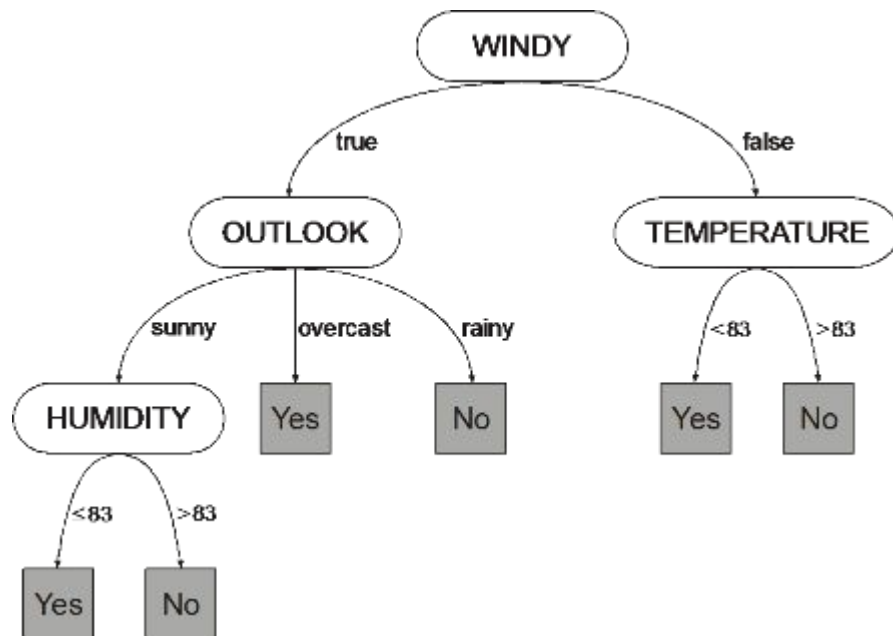 WINDY
true
false
OUTLOOK
TEMPERATURE
sunny
overcast
rainy
<83
>83
HUMIDITY
Yes
No
Yes
No
≤83
>83
Yes
No